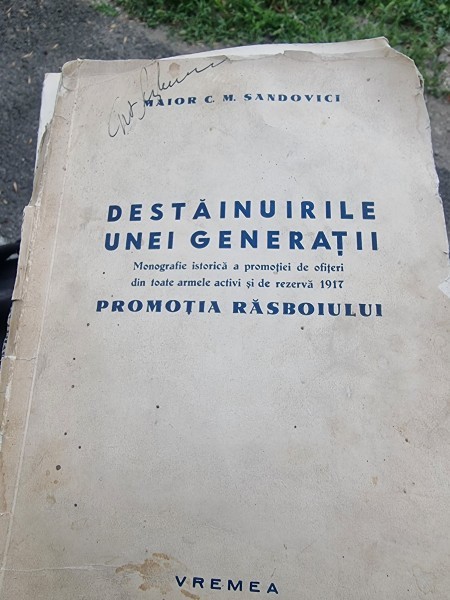 MAIOR C. M. SANDOVICI
DESTĂINUIRILE
UNEI GENERAȚII
Monografie istorică a promoției de ofițeri
din toate armele activi și de rezervă 1917
PROMOȚIA RĂSBOIULUI
VREMEA